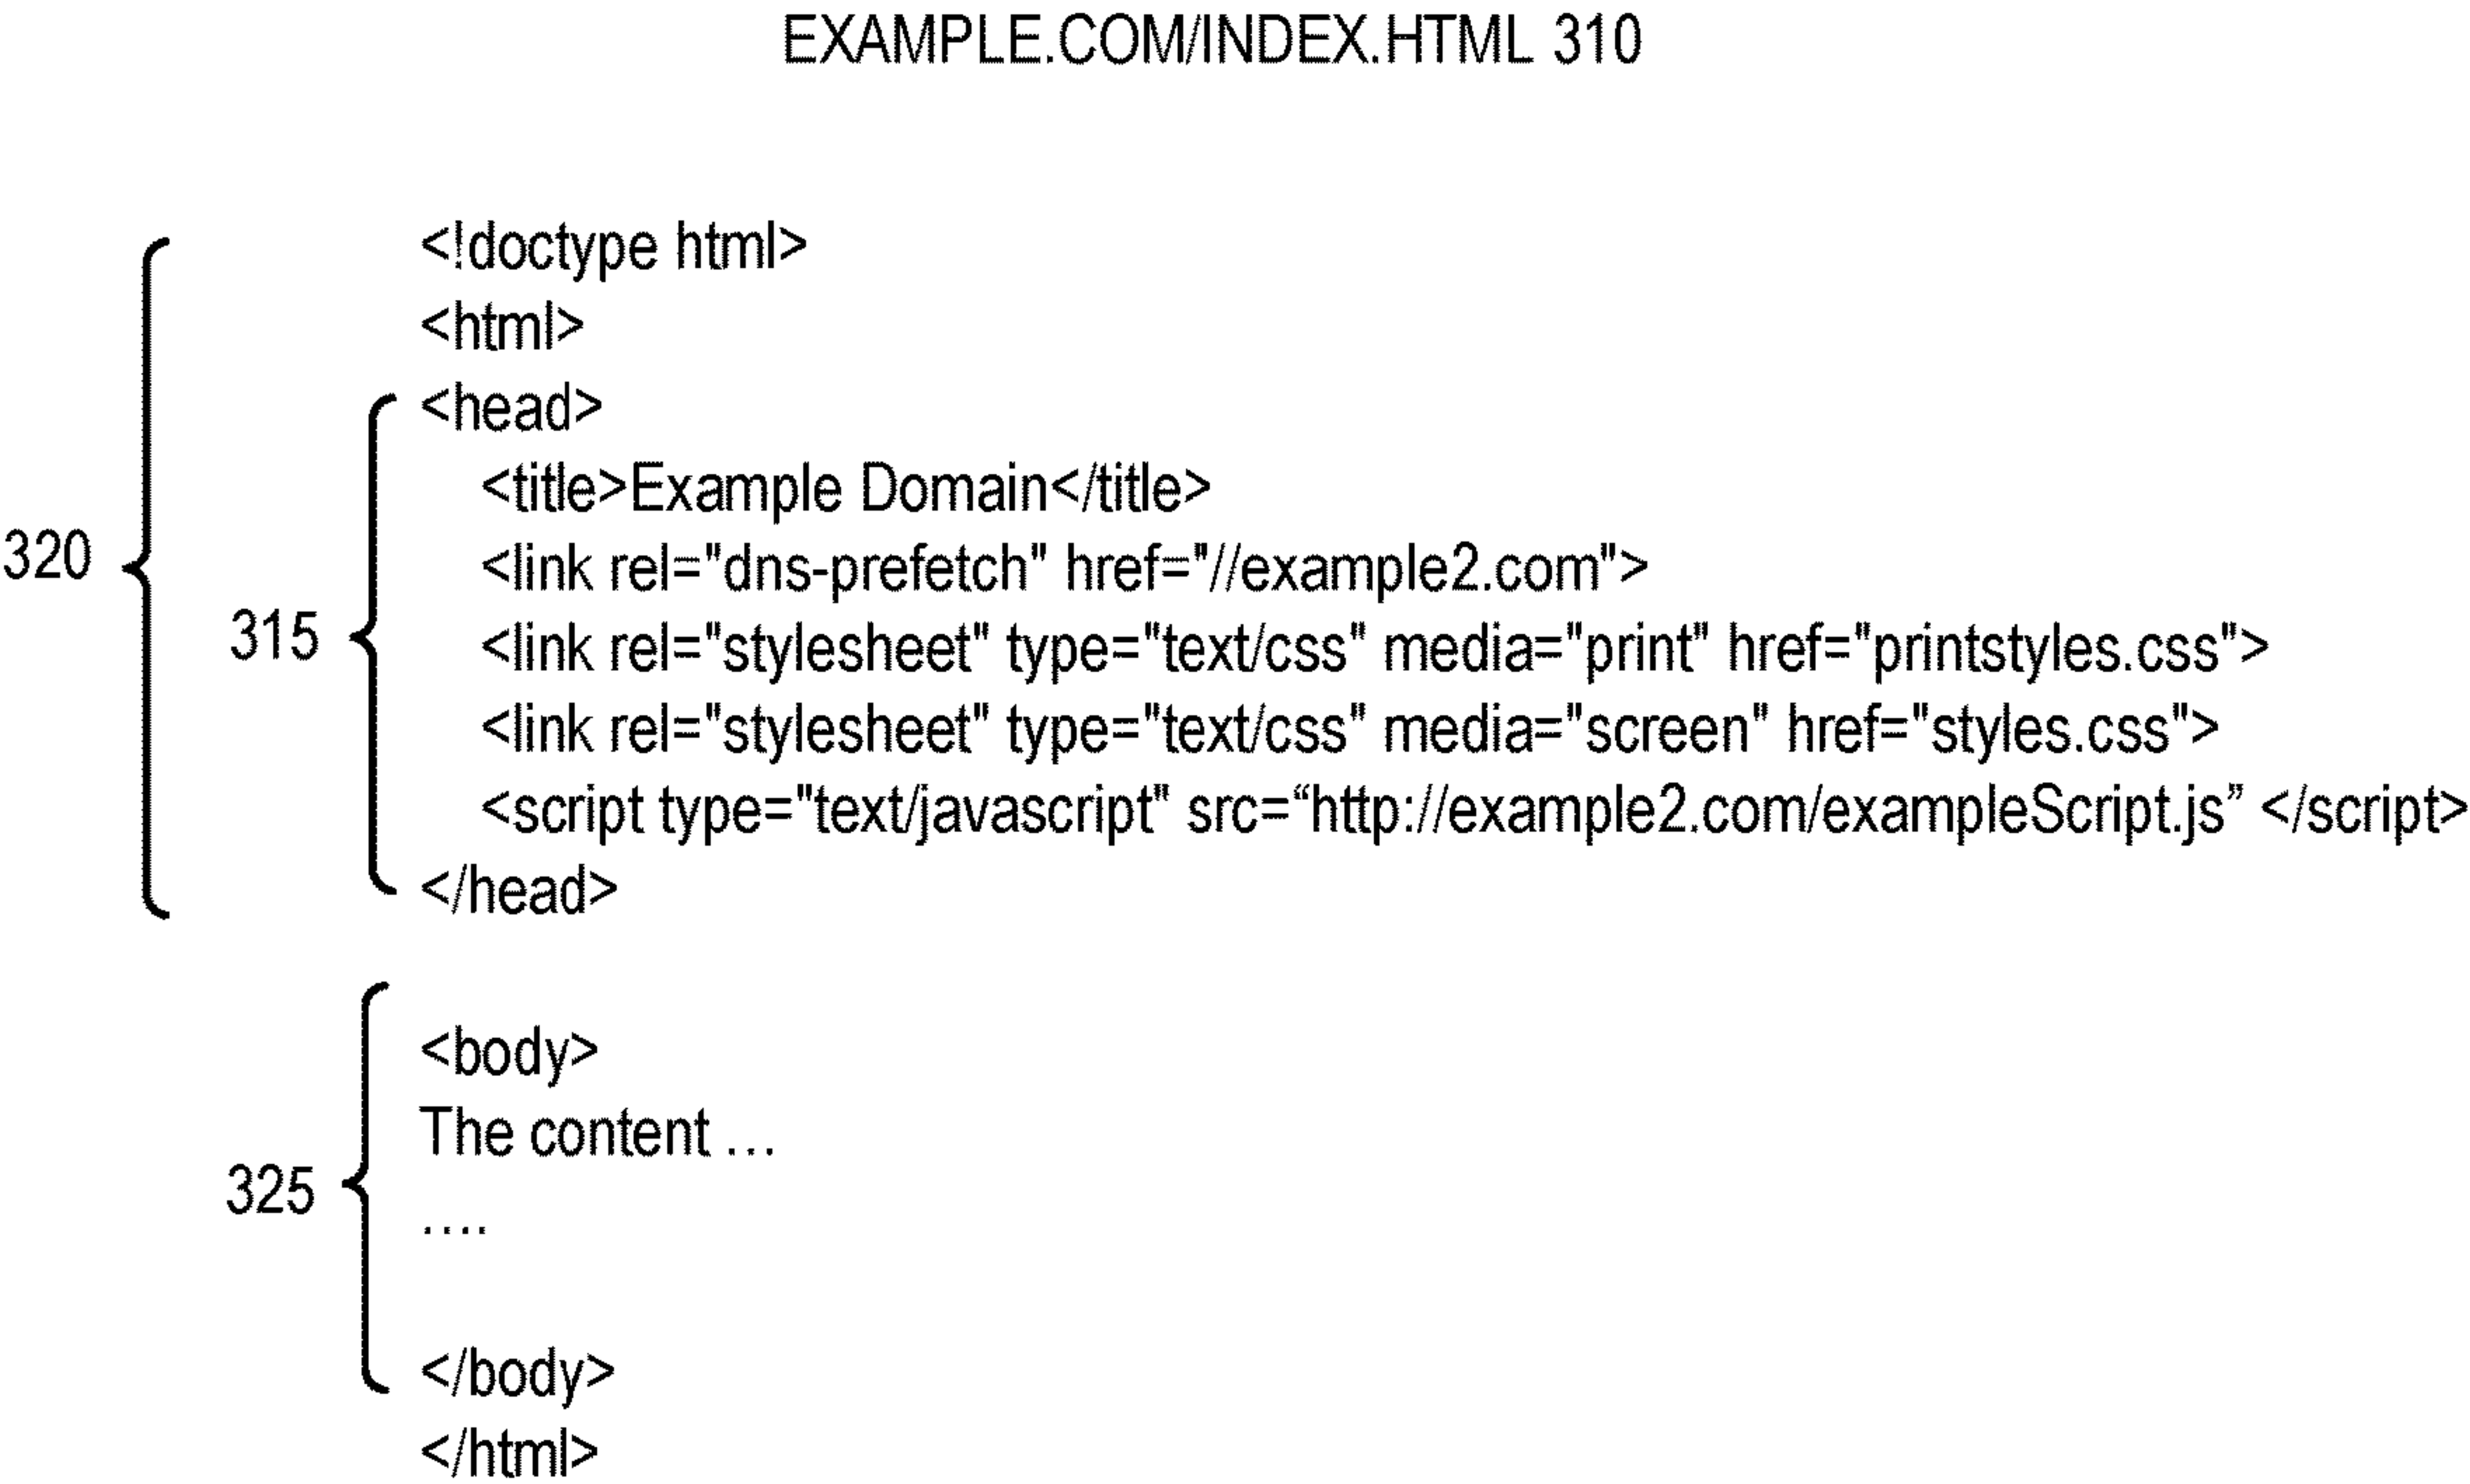 EXAMPLE.COM/INDEX.HTML 310
<!doctype html>
<html>
<head>
<title>Example Domain</title>
320
<link rel="dns-prefetch" href="//example2.com">
315
<link rel="stylesheet" type="text/css" media="print" href="printstyles.css">
<link rel="stylesheet" type="text/css" media="screen" href="styles.css">
<script type="text/javascript" src=“http://example2.com/exampleScript.js” </script>
</head>
<body>
The content …
325
….
</body>
</html>